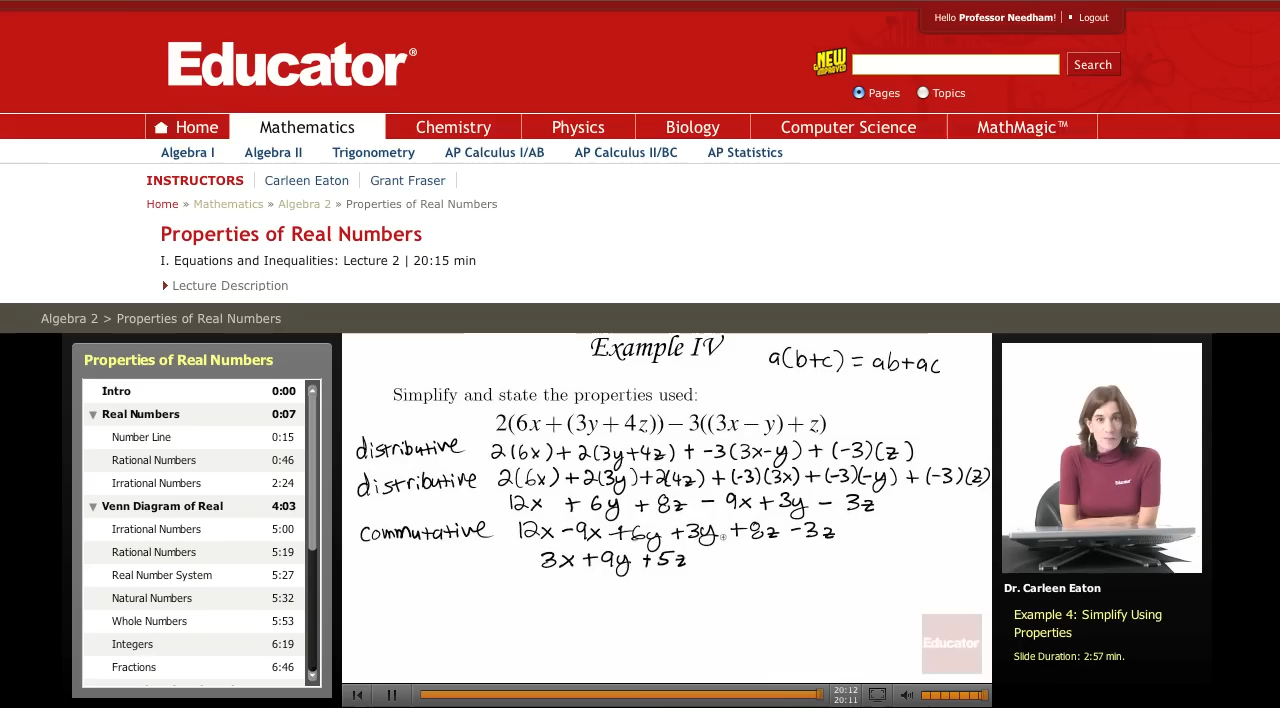 Hello Professor Needham! Logout
Educator®
NEW
IMPROVED
Search
Pages Topics
Home Mathematics Chemistry Physics Biology Computer Science MathMagic™
Algebra I Algebra II Trigonometry AP Calculus I/AB AP Calculus II/BC AP Statistics
INSTRUCTORS Carleen Eaton Grant Fraser
Home » Mathematics » Algebra 2 » Properties of Real Numbers
Properties of Real Numbers
I. Equations and Inequalities: Lecture 2 | 20:15 min
Lecture Description
Algebra 2 > Properties of Real Numbers
Properties of Real Numbers
Intro 0:00
Real Numbers 0:07
Number Line 0:15
Rational Numbers 0:46
Irrational Numbers 2:24
Venn Diagram of Real 4:03
Irrational Numbers 5:00
Rational Numbers 5:19
Real Number System 5:27
Natural Numbers 5:32
Whole Numbers 5:53
Integers 6:19
Fractions 6:46
Example IV
a(b+c) = ab+ac
Simplify and state the properties used:
2(6x + (3y + 4z)) − 3((3x − y) + z)
distributive 2(6x) + 2(3y+4z) + -3(3x-y) + (-3)(z)
distributive 2(6x) + 2(3y) + 2(4z) + (-3)(3x) + (-3)(-y) + (-3)(z)
12x + 6y + 8z - 9x + 3y - 3z
commutative 12x - 9x + 6y + 3y + 8z - 3z
3x + 9y + 5z
Educator
20:12
20:11
Educator
Dr. Carleen Eaton
Example 4: Simplify Using
Properties
Slide Duration: 2:57 min.